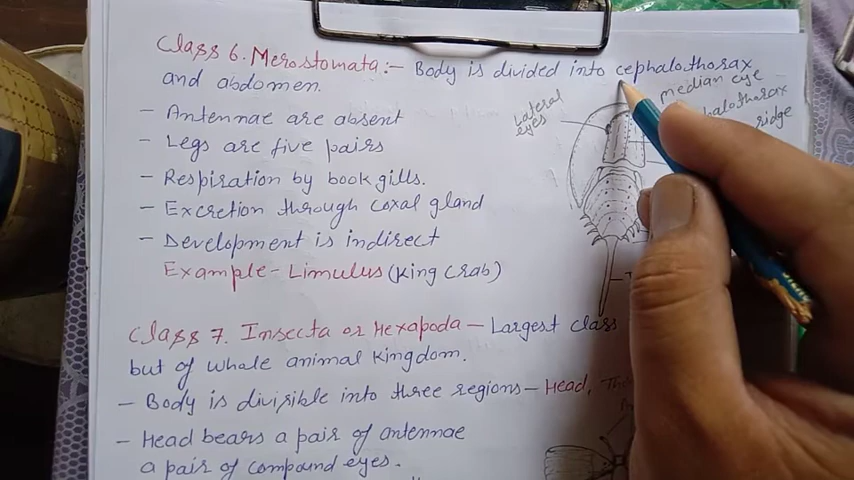 Class 6. Merostomata:- Body is divided into cephalothorax
and abdomen.
median eye
Lateral
eyes
ridge
- Antennae are absent
- Legs are five pairs
- Respiration by book gills.
- Excretion through coxal gland
- Development is indirect
Example - Limulus (King Crab)
Class 7. Insecta or Hexapoda - Largest class
but of whole animal kingdom.
- Body is divisible into three regions - Head,
- Head bears a pair of antennae
a pair of compound eyes.